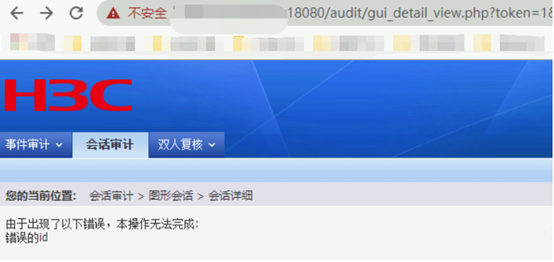 不安全
18080/audit/gui_detail_view.php?token=1&
H3C
事件审计 会话审计 双人复核
您的当前位置: 会话审计 > 图形会话 > 会话详细
由于出现了以下错误，本操作无法完成:
错误的id